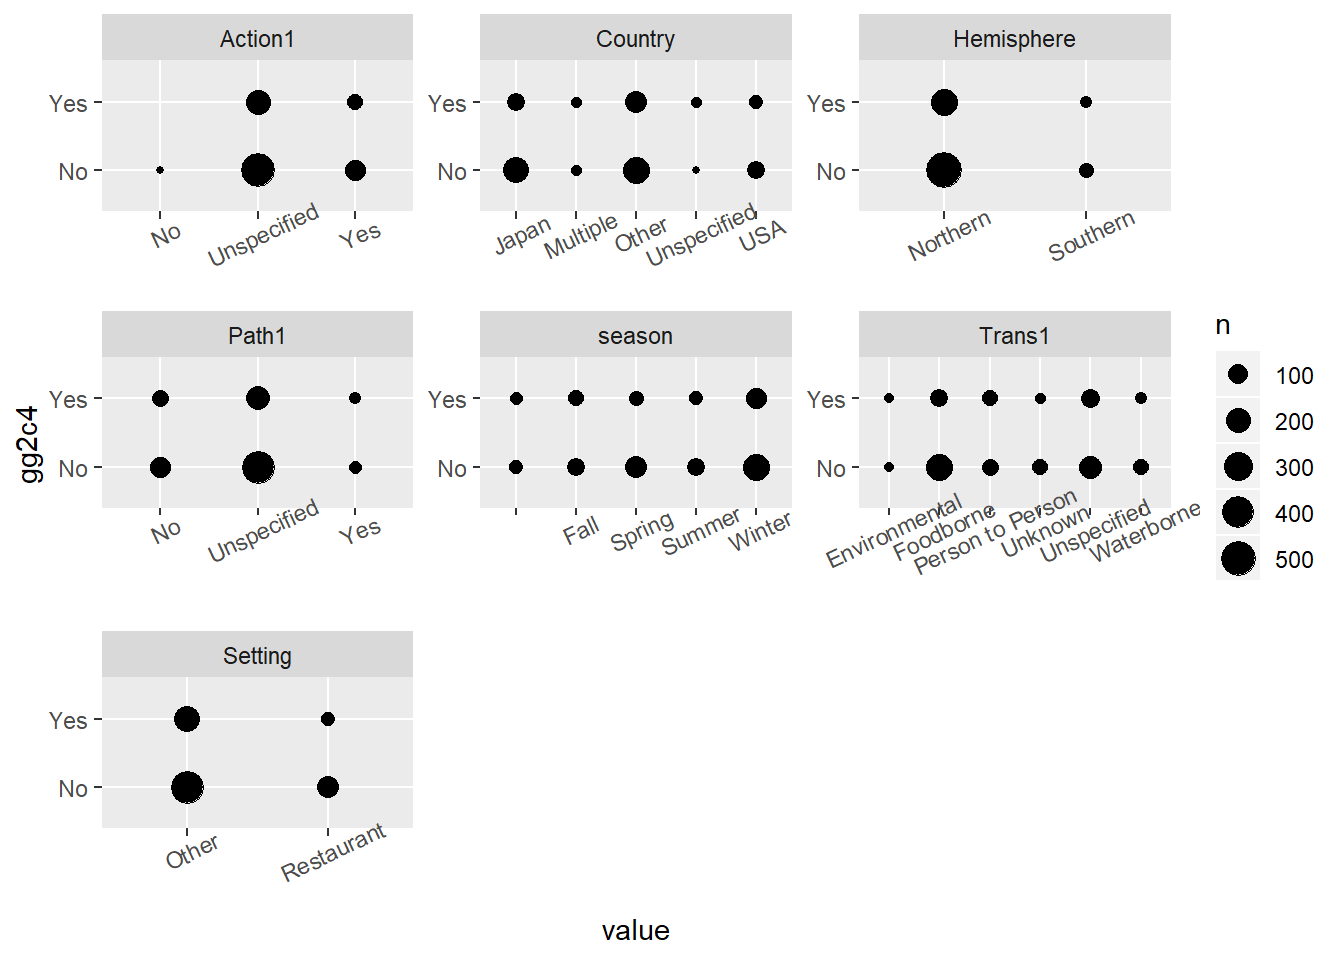 Action1
Country
Hemisphere
Yes
No
Yes
No
Yes
No
No
Unspecified
Yes
Japan
Multiple
Other
Unspecified
USA
Northern
Southern
Path1
season
Trans1
Yes
No
Yes
No
Yes
No
No
Unspecified
Yes
Fall
Spring
Summer
Winter
Environmental
Foodborne
Person to Person
Unknown
Unspecified
Waterborne
Setting
Yes
No
Other
Restaurant
gg2c4
value
n
100
200
300
400
500